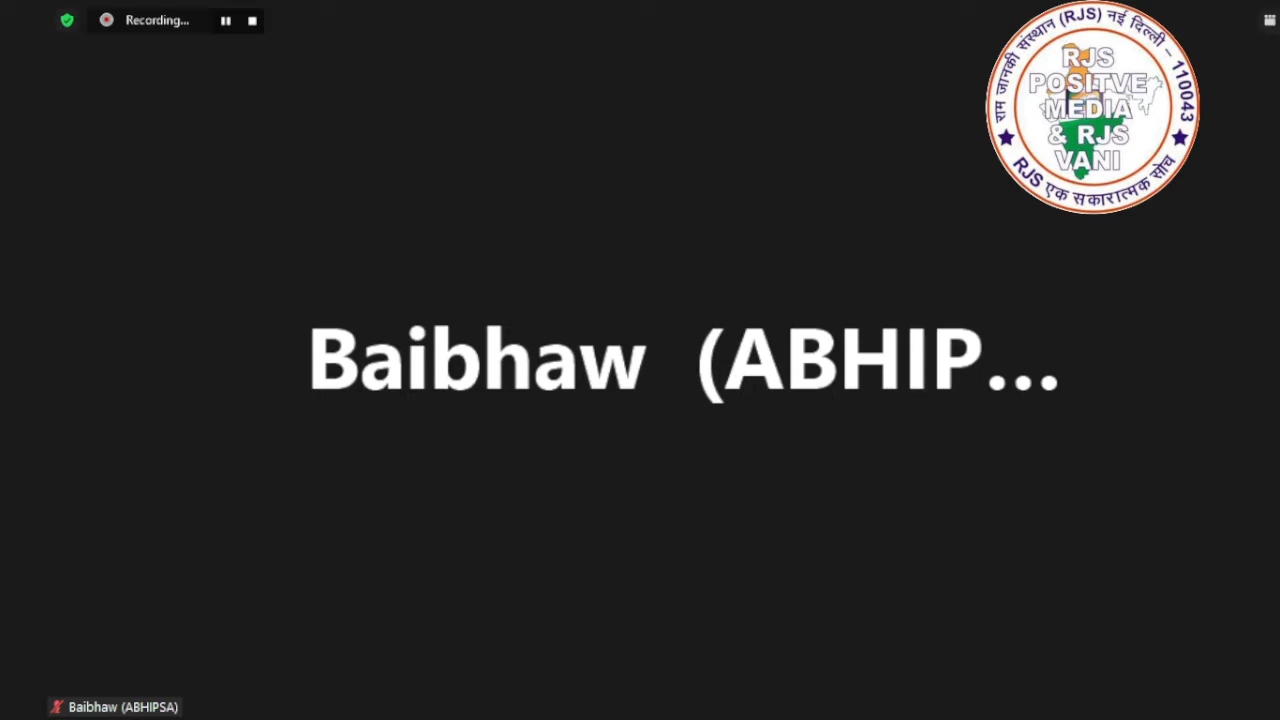 Recording...
राम जानकी संस्थान (RJS) नई दिल्ली – 110043
RJS
POSITVE
MEDIA
& RJS
VANI
RJS एक सकारात्मक सोच
Baibhaw (ABHIP...
Baibhaw (ABHIPSA)